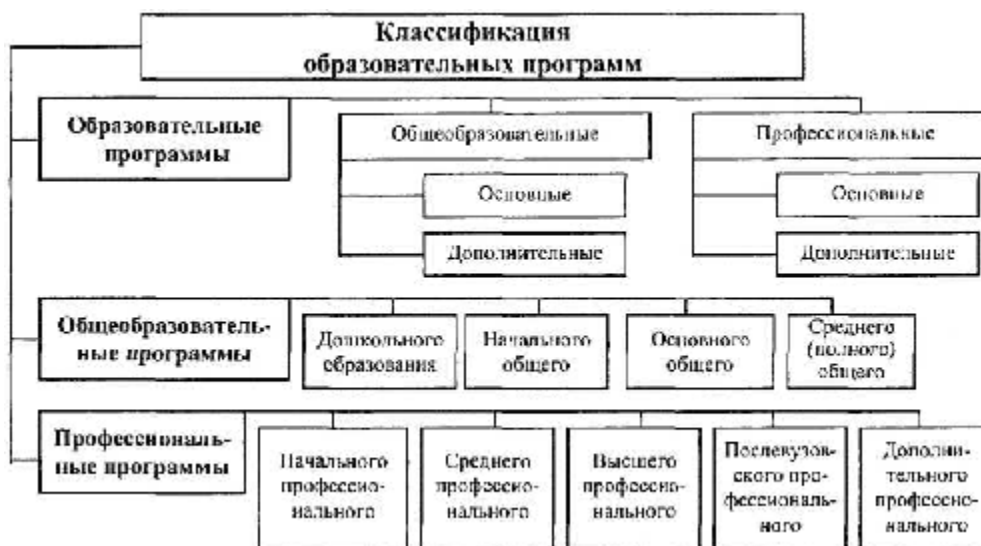 Классификация
образовательных программ
Образовательные
программы
Общеобразовательные
Основные
Дополнительные
Профессиональные
Основные
Дополнительные
Общеобразователь-
ные программы
Дошкольного
образования
Начального
общего
Основного
общего
Среднего
(полного)
общего
Профессиональ-
ные программы
Начального
профессио-
нального
Среднего
профессио-
нального
Высшего
профессио-
нального
Послевузов-
ского про-
фессиональ-
ного
Дополни-
тельного
профессио-
нального